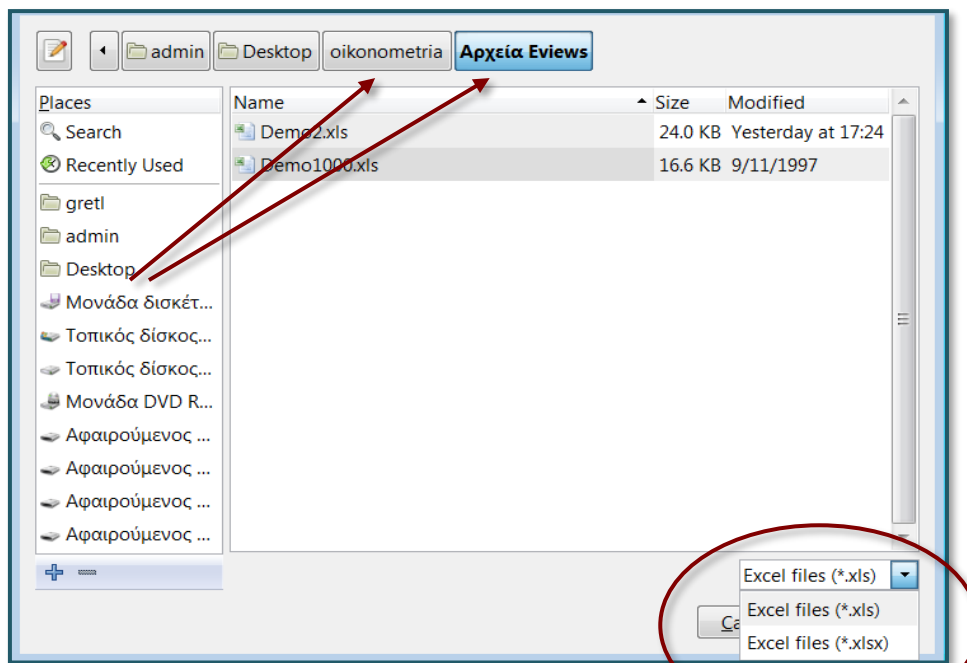 admin Desktop oikonometria Αρχεία Eviews
Places
Search
Recently Used
gretl
admin
Desktop
Μονάδα δισκέτ...
Τοπικός δίσκος...
Τοπικός δίσκος...
Μονάδα DVD R...
Αφαιρούμενος ...
Αφαιρούμενος ...
Αφαιρούμενος ...
Αφαιρούμενος ...
Name Size Modified
Demo2.xls 24.0 KB Yesterday at 17:24
Demo1000.xls 16.6 KB 9/11/1997
Excel files (*.xls)
Ca
Excel files (*.xls)
Excel files (*.xlsx)